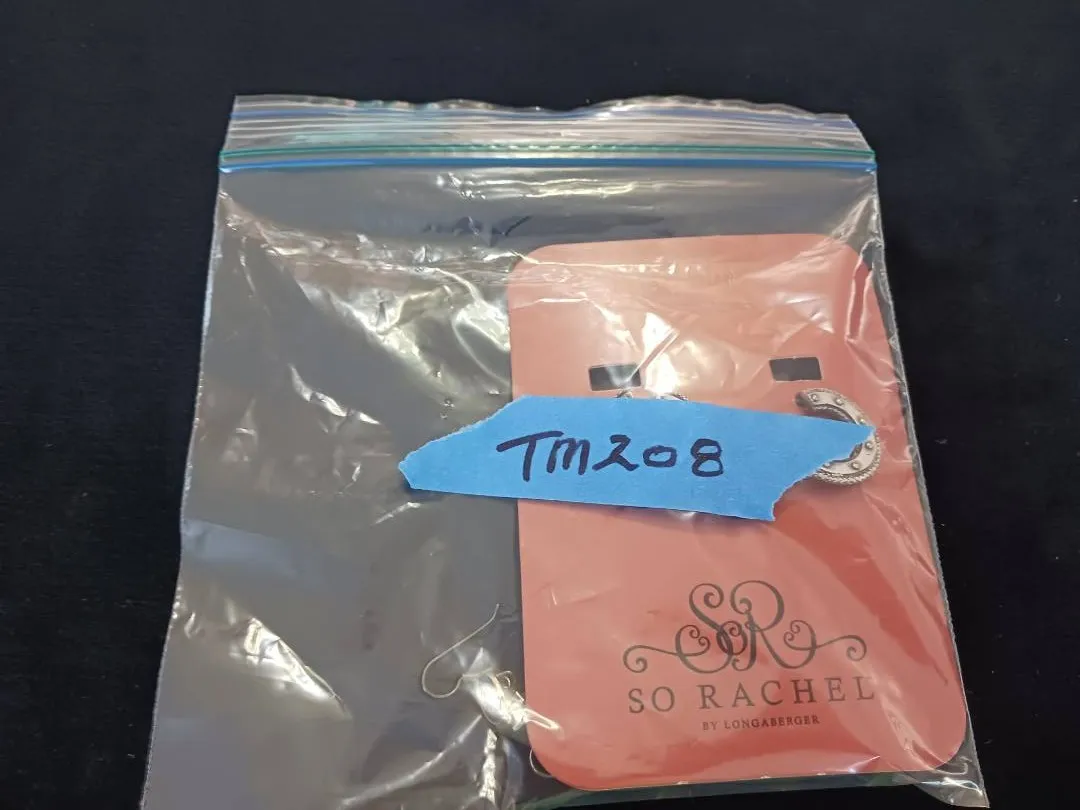 TM208
SR
SO RACHEL
BY LONGABERGER